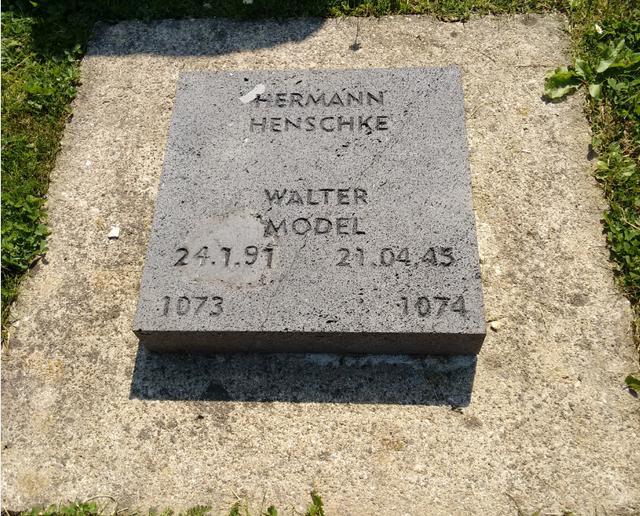 HERMANN
HENSCHKE
WALTER
MODEL
24.1.91 21.04.45
1073 1074